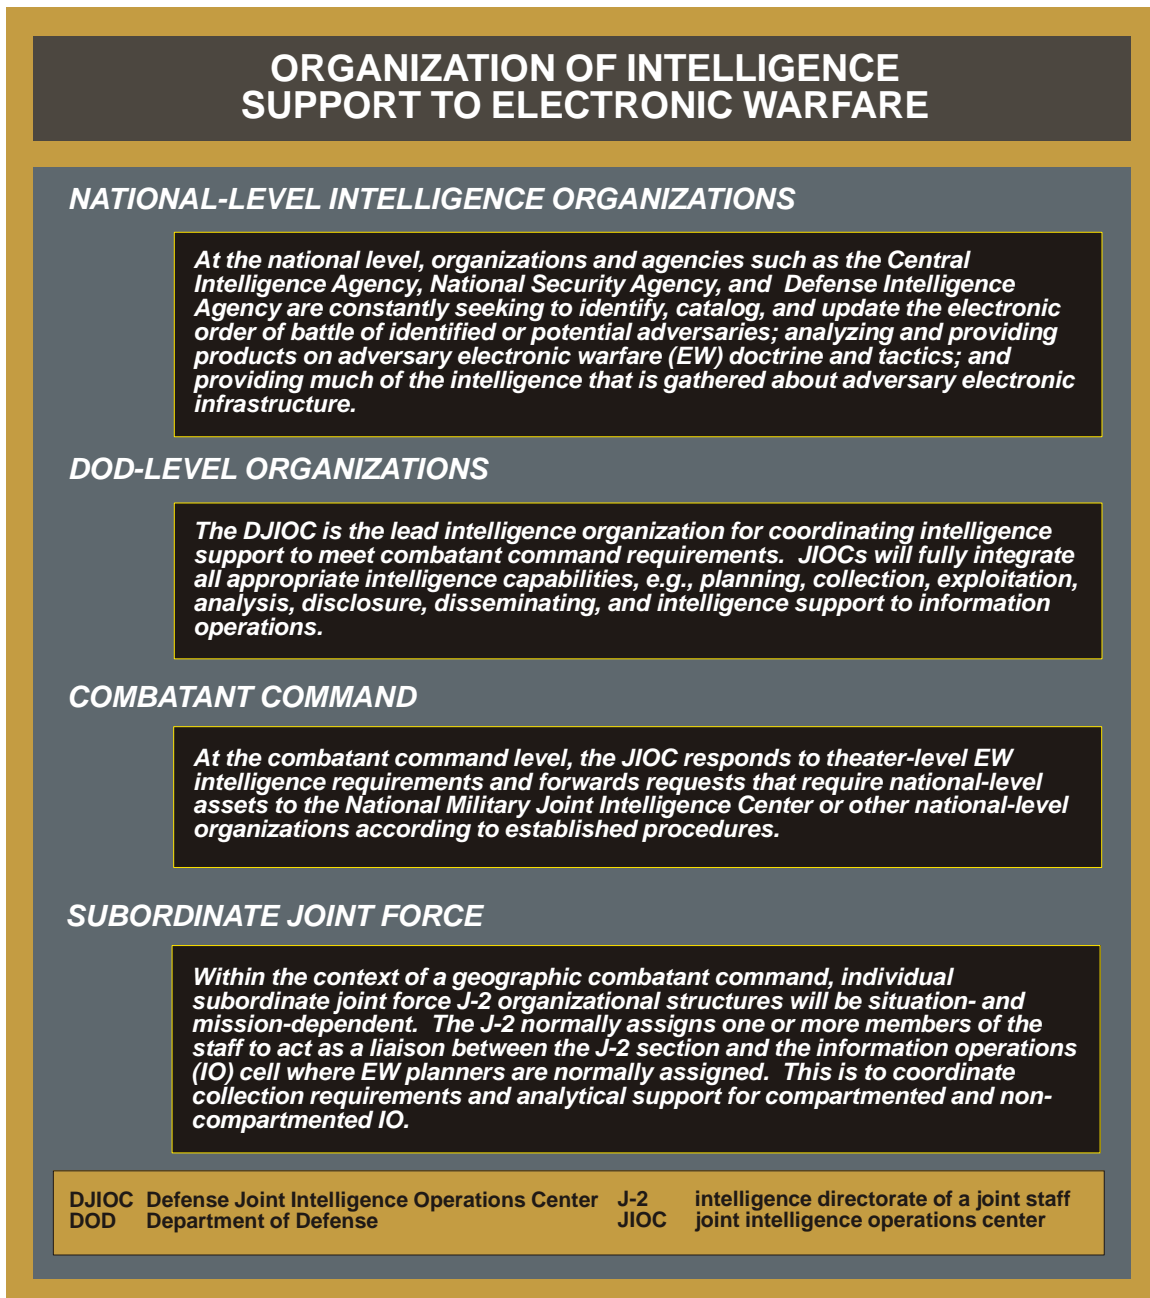 ORGANIZATION OF INTELLIGENCE
SUPPORT TO ELECTRONIC WARFARE
NATIONAL-LEVEL INTELLIGENCE ORGANIZATIONS
At the national level, organizations and agencies such as the Central
Intelligence Agency, National Security Agency, and Defense Intelligence
Agency are constantly seeking to identify, catalog, and update the electronic
order of battle of identified or potential adversaries; analyzing and providing
products on adversary electronic warfare (EW) doctrine and tactics; and
providing much of the intelligence that is gathered about adversary electronic
infrastructure.
DOD-LEVEL ORGANIZATIONS
The DJIOC is the lead intelligence organization for coordinating intelligence
support to meet combatant command requirements. JIOCs will fully integrate
all appropriate intelligence capabilities, e.g., planning, collection, exploitation,
analysis, disclosure, disseminating, and intelligence support to information
operations.
COMBATANT COMMAND
At the combatant command level, the JIOC responds to theater-level EW
intelligence requirements and forwards requests that require national-level
assets to the National Military Joint Intelligence Center or other national-level
organizations according to established procedures.
SUBORDINATE JOINT FORCE
Within the context of a geographic combatant command, individual
subordinate joint force J-2 organizational structures will be situation- and
mission-dependent. The J-2 normally assigns one or more members of the
staff to act as a liaison between the J-2 section and the information operations
(IO) cell where EW planners are normally assigned. This is to coordinate
collection requirements and analytical support for compartmented and non-
compartmented IO.
DJIOC Defense Joint Intelligence Operations Center
DOD Department of Defense
J-2 intelligence directorate of a joint staff
JIOC joint intelligence operations center